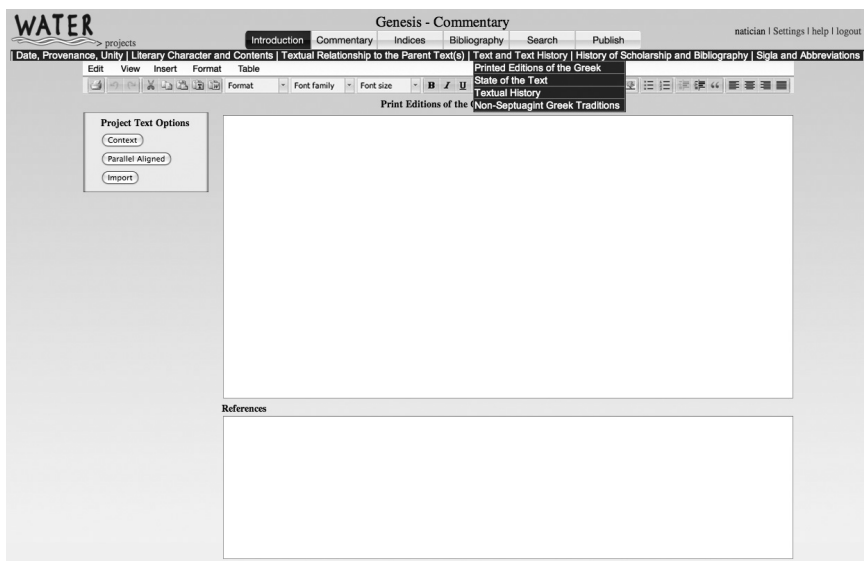 WATER
> projects
Genesis - Commentary
natician | Settings | help | logout
Introduction Commentary Indices Bibliography Search Publish
| Date, Provenance, Unity | Literary Character and Contents | Textual Relationship to the Parent Text(s) | Text and Text History | History of Scholarship and Bibliography | Sigla and Abbreviations |
Edit View Insert Format Table
Printed Editions of the Greek
State of the Text
Textual History
Non-Septuagint Greek Traditions
Format Font family Font size B I U
Print Editions of the
Project Text Options
Context
Parallel Aligned
Import
References